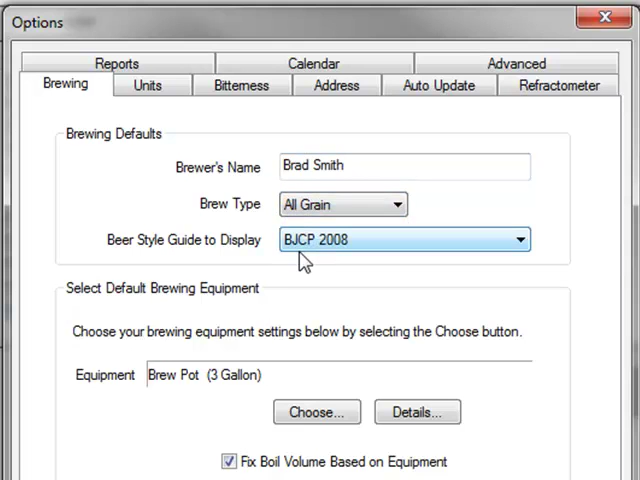 Options
Reports Calendar Advanced
Brewing Units Bitterness Address Auto Update Refractometer
Brewing Defaults
Brewer's Name Brad Smith
Brew Type All Grain
Beer Style Guide to Display BJCP 2008
Select Default Brewing Equipment
Choose your brewing equipment settings below by selecting the Choose button.
Equipment Brew Pot (3 Gallon)
Choose... Details...
Fix Boil Volume Based on Equipment